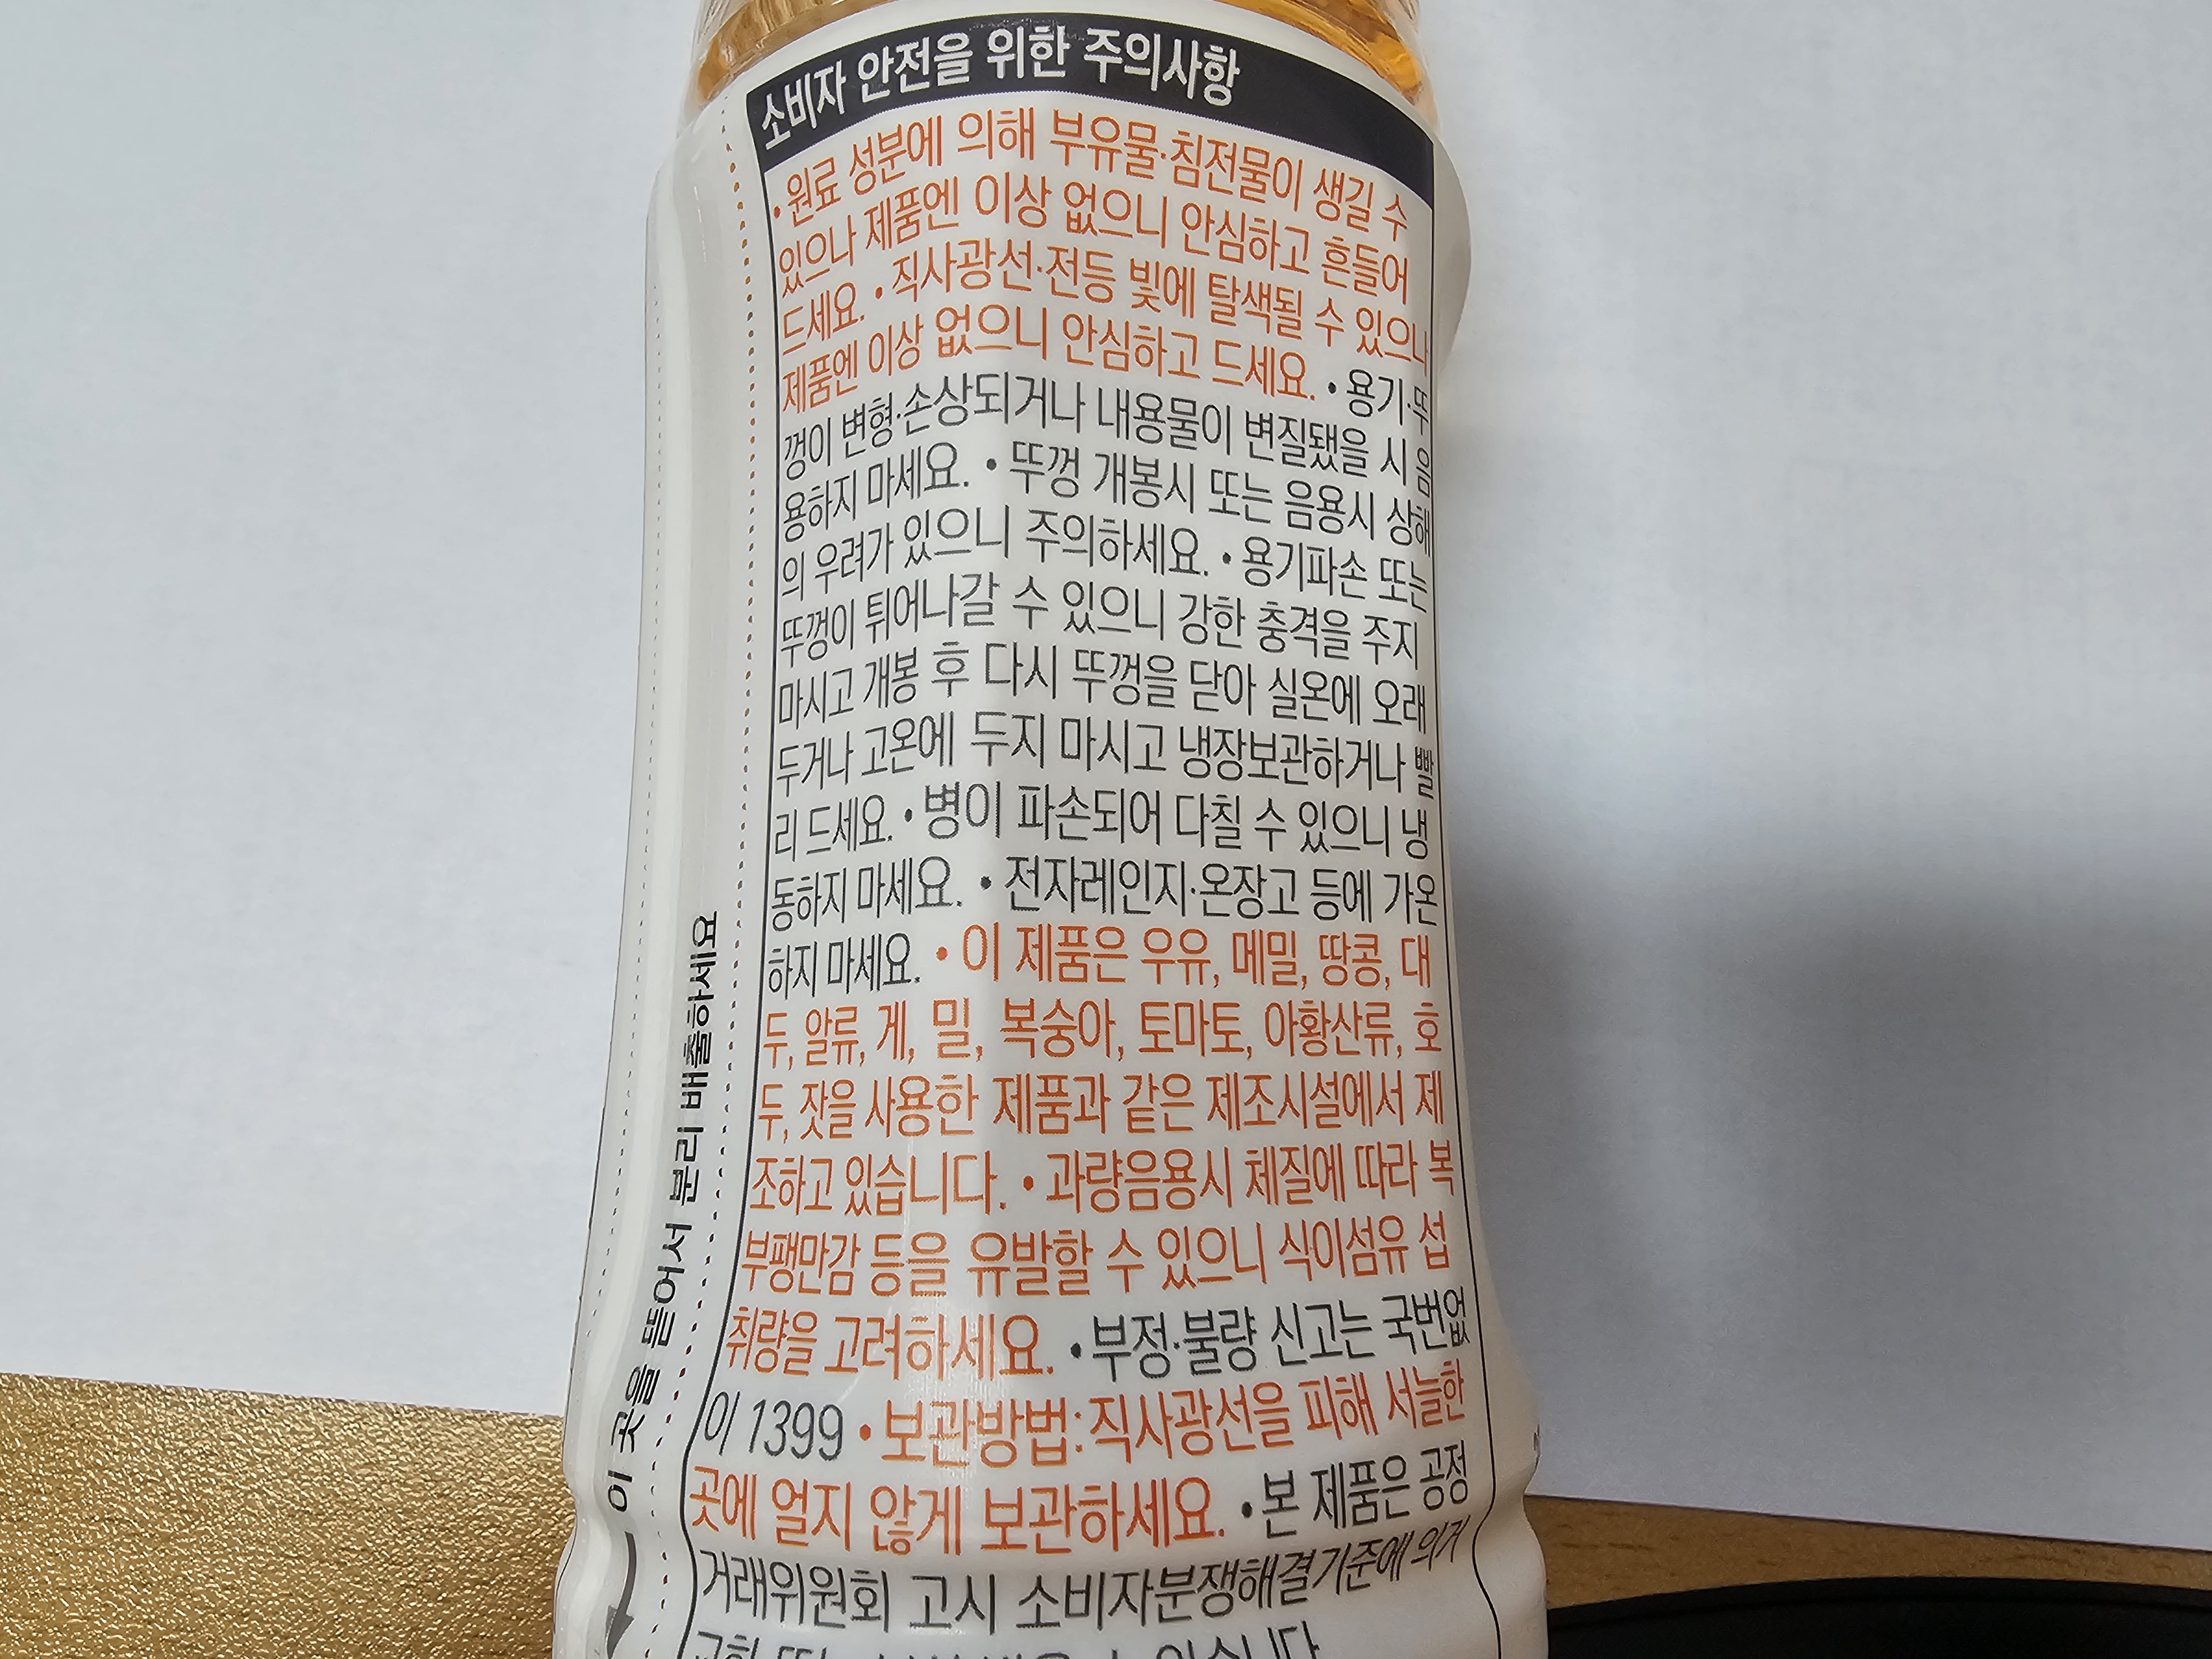 소비자 안전을 위한 주의사항
• 원료 성분에 의해 부유물·침전물이 생길 수
있으나 제품엔 이상 없으니 안심하고 흔들어
드세요. • 직사광선·전등 빛에 탈색될 수 있으나
제품엔 이상 없으니 안심하고 드세요. • 용기·뚜
껑이 변형·손상되거나 내용물이 변질됐을 시 음
용하지 마세요. • 뚜껑 개봉시 또는 음용시 상해
의 우려가 있으니 주의하세요. • 용기파손 또는
뚜껑이 튀어나갈 수 있으니 강한 충격을 주지
마시고 개봉 후 다시 뚜껑을 닫아 실온에 오래
두거나 고온에 두지 마시고 냉장보관하거나 빨
리 드세요. • 병이 파손되어 다칠 수 있으니 냉
동하지 마세요. • 전자레인지·온장고 등에 가온
하지 마세요. • 이 제품은 우유, 메밀, 땅콩, 대
두, 알류, 게, 밀, 복숭아, 토마토, 아황산류, 호
두, 잣을 사용한 제품과 같은 제조시설에서 제
조하고 있습니다. • 과량음용시 체질에 따라 복
부팽만감 등을 유발할 수 있으니 식이섬유 섭
취량을 고려하세요. • 부정·불량 신고는 국번없
이 1399 • 보관방법: 직사광선을 피해 서늘한
곳에 얼지 않게 보관하세요. • 본 제품은 공정
거래위원회 고시 소비자분쟁해결기준에 의거
수 있습니다
이 곳을 뜯어서 분리 배출하세요